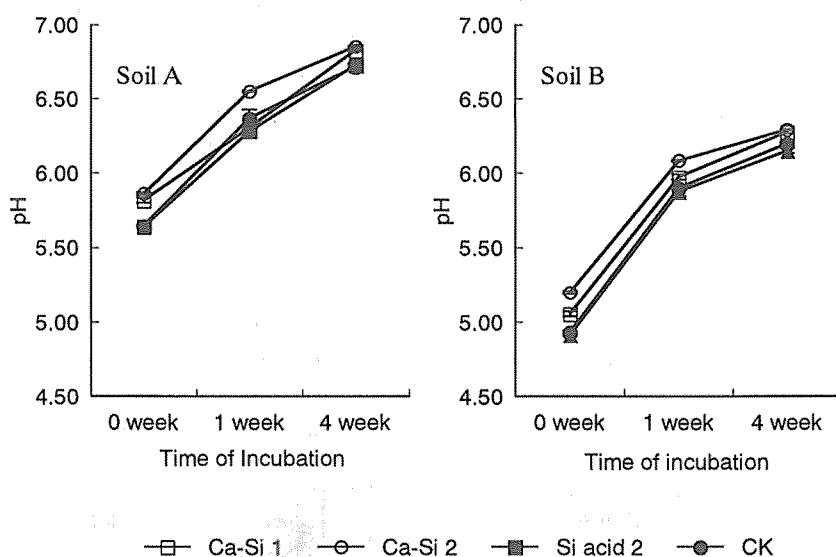 7.00
6.50
6.00
5.50
5.00
4.50
pH
Soil A
0 week 1 week 4 week
Time of Incubation
7.00
6.50
6.00
5.50
5.00
4.50
pH
Soil B
0 week 1 week 4 week
Time of incubation
Ca-Si 1 Ca-Si 2 Si acid 2 CK